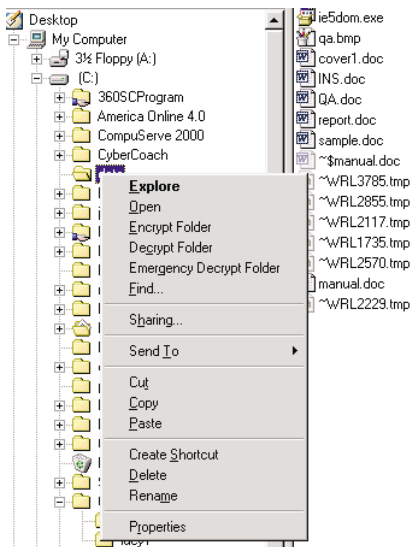 Desktop
My Computer
3½ Floppy (A:)
(C:)
360SCProgram
America Online 4.0
CompuServe 2000
CyberCoach
Explore
Open
Encrypt Folder
Decrypt Folder
Emergency Decrypt Folder
Find...
Sharing...
Send To
Cut
Copy
Paste
Create Shortcut
Delete
Rename
Properties
ie5dom.exe
qa.bmp
cover1.doc
INS.doc
QA.doc
report.doc
sample.doc
~$manual.doc
~WRL3785.tmp
~WRL2855.tmp
~WRL2117.tmp
~WRL1735.tmp
~WRL2570.tmp
manual.doc
~WRL2229.tmp